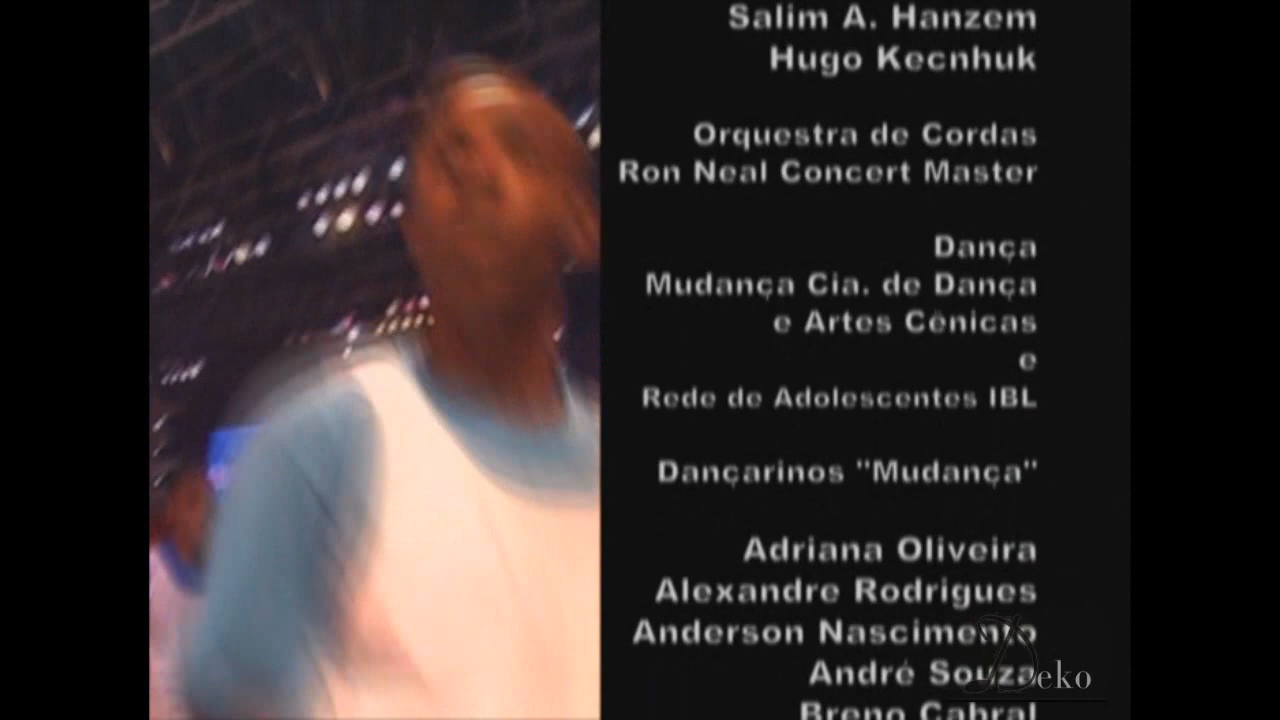 Salim A. Hanzem
Hugo Kecnhuk
Orquestra de Cordas
Ron Neal Concert Master
Dança
Mudança Cia. de Dança
e Artes Cênicas
e
Rede de Adolescentes IBL
Dançarinos "Mudança"
Adriana Oliveira
Alexandre Rodrigues
Anderson Nascimento
André Souza
Breno Cabral
Deko